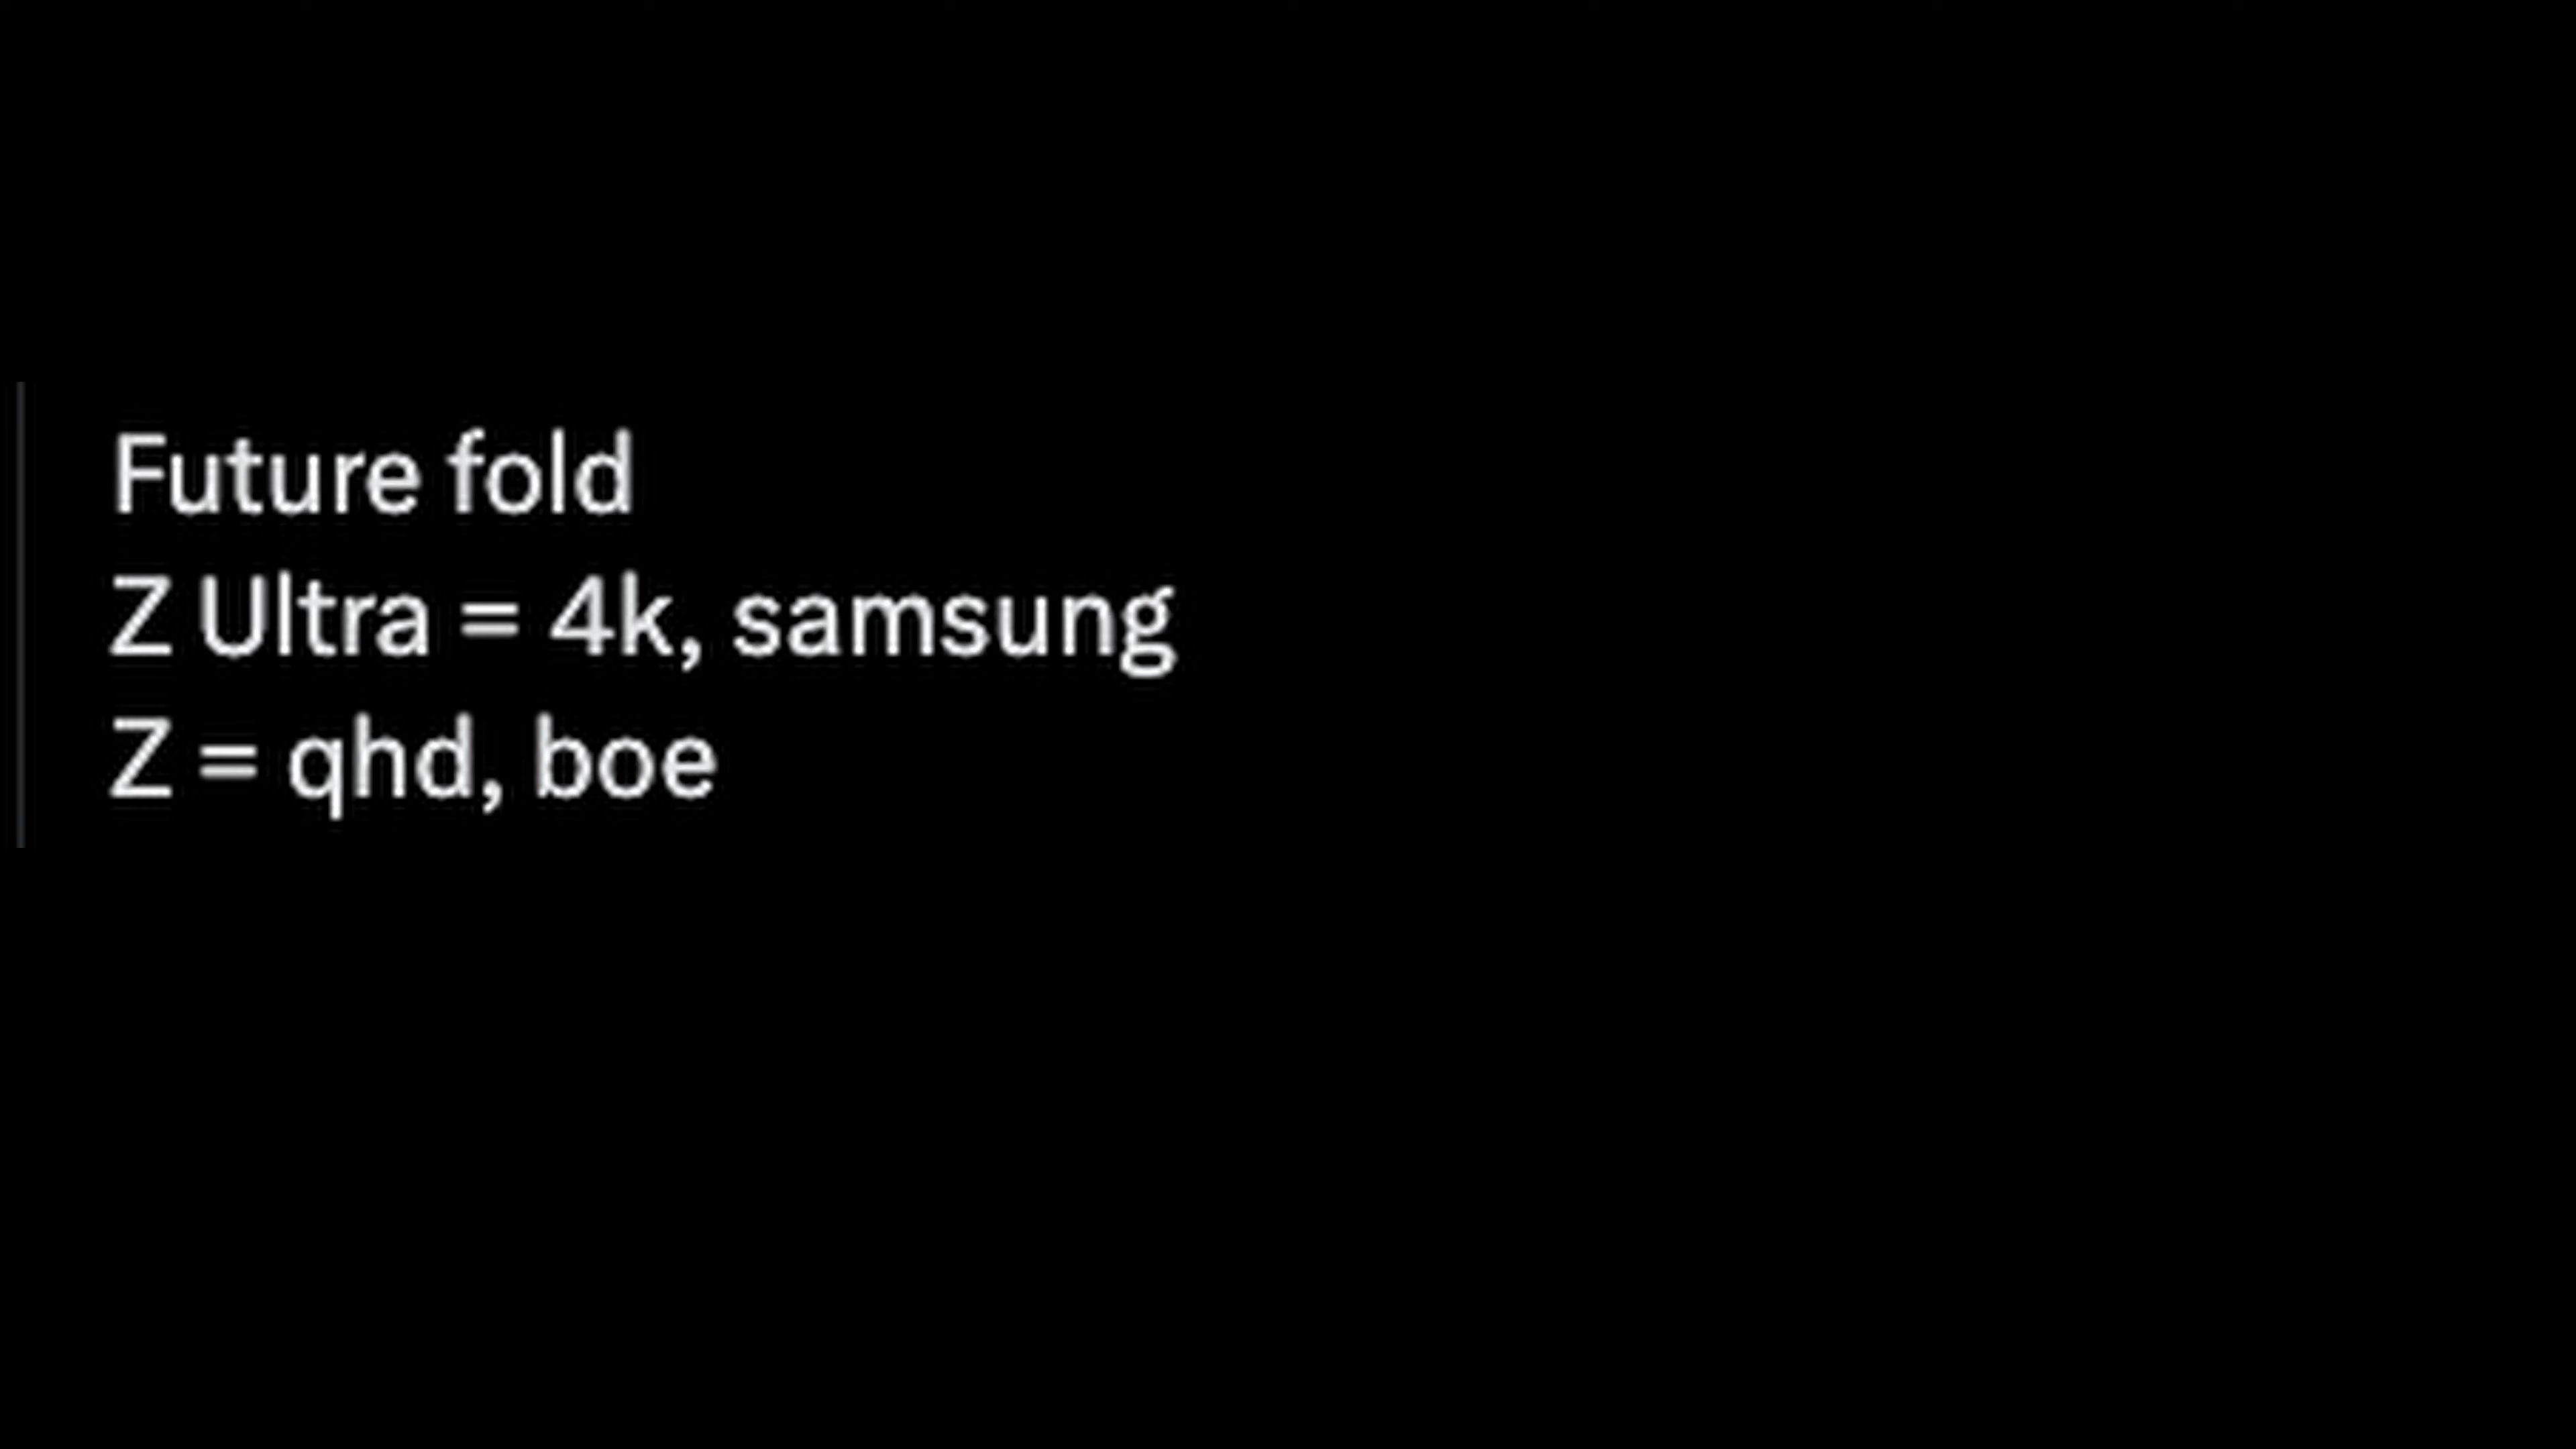 Future fold
Z Ultra = 4k, samsung
Z = qhd, boe